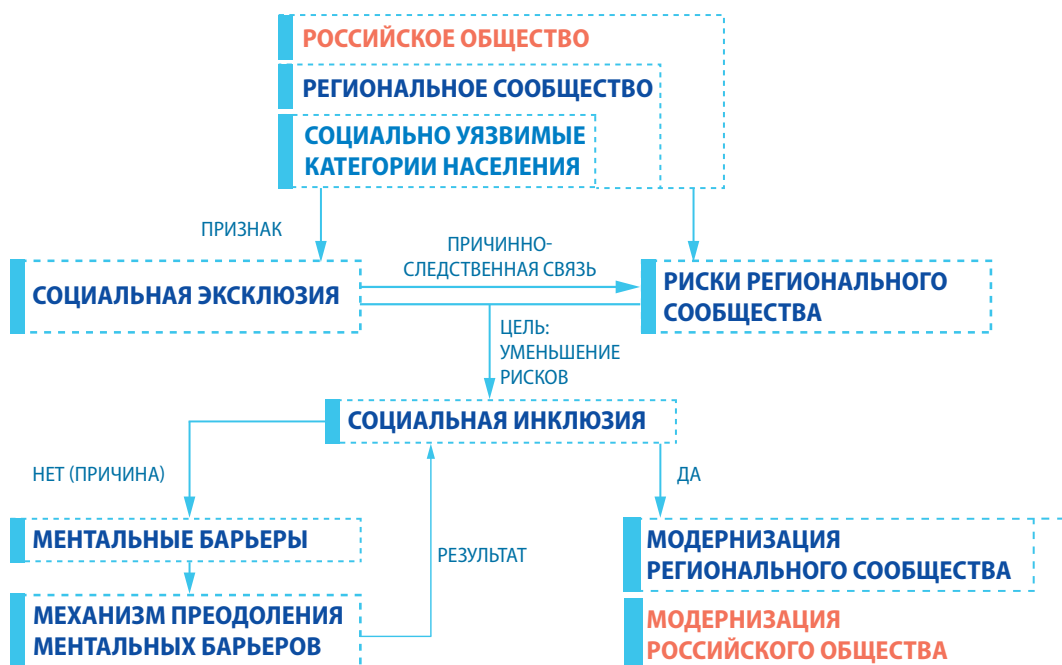 РОССИЙСКОЕ ОБЩЕСТВО
РЕГИОНАЛЬНОЕ СООБЩЕСТВО
СОЦИАЛЬНО УЯЗВИМЫЕ
КАТЕГОРИИ НАСЕЛЕНИЯ
ПРИЗНАК
ПРИЧИННО-
СЛЕДСТВЕННАЯ СВЯЗЬ
СОЦИАЛЬНАЯ ЭКСКЛЮЗИЯ
РИСКИ РЕГИОНАЛЬНОГО
СООБЩЕСТВА
ЦЕЛЬ:
УМЕНЬШЕНИЕ
РИСКОВ
СОЦИАЛЬНАЯ ИНКЛЮЗИЯ
НЕТ (ПРИЧИНА)
ДА
МЕНТАЛЬНЫЕ БАРЬЕРЫ
РЕЗУЛЬТАТ
МЕХАНИЗМ ПРЕОДОЛЕНИЯ
МЕНТАЛЬНЫХ БАРЬЕРОВ
МОДЕРНИЗАЦИЯ
РЕГИОНАЛЬНОГО СООБЩЕСТВА
МОДЕРНИЗАЦИЯ
РОССИЙСКОГО ОБЩЕСТВА